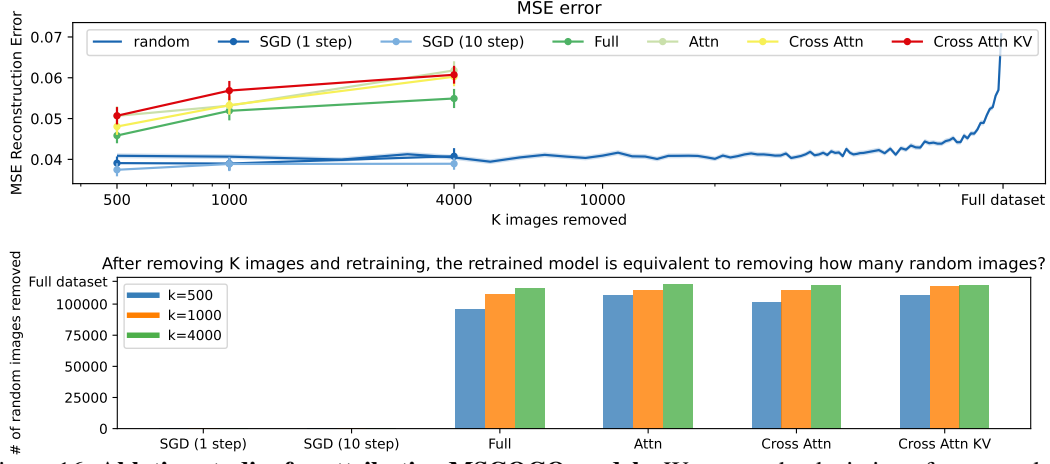 MSE error
MSE Reconstruction Error
0.07
0.06
0.05
0.04
random
SGD (1 step)
SGD (10 step)
Full
Attn
Cross Attn
Cross Attn KV
500
1000
4000
10000
Full dataset
K images removed
After removing K images and retraining, the retrained model is equivalent to removing how many random images?
# of random images removed
Full dataset
100000
75000
50000
25000
0
k=500
k=1000
k=4000
SGD (1 step)
SGD (10 step)
Full
Attn
Cross Attn
Cross Attn KV